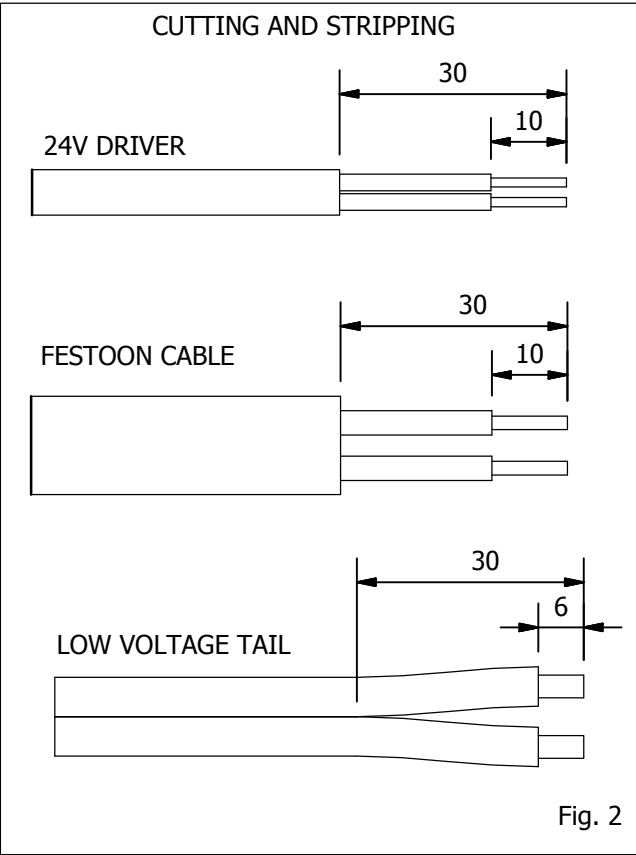 CUTTING AND STRIPPING
30
10
24V DRIVER
30
10
FESTOON CABLE
30
6
LOW VOLTAGE TAIL
Fig. 2